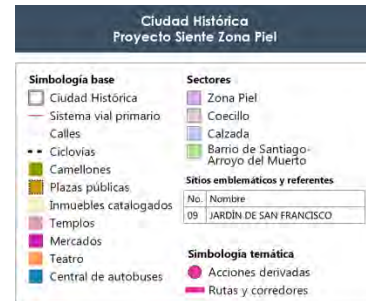 Ciudad Histórica
Proyecto Siente Zona Piel
Simbología base
Ciudad Histórica
Sistema vial primario
Calles
Ciclovías
Camellones
Plazas públicas
Inmuebles catalogados
Templos
Mercados
Teatro
Central de autobuses
Sectores
Zona Piel
Coecillo
Calzada
Barrio de Santiago-
Arroyo del Muerto
Sitios emblemáticos y referentes
No. Nombre
09 JARDÍN DE SAN FRANCISCO
Simbología temática
Acciones derivadas
Rutas y corredores